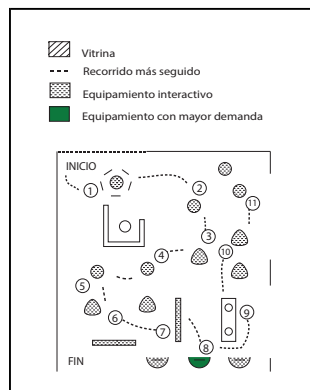 Vitrina
Recorrido más seguido
Equipamiento interactivo
Equipamiento con mayor demanda
INICIO
1
2
11
3
10
4
5
6
7
9
8
FIN